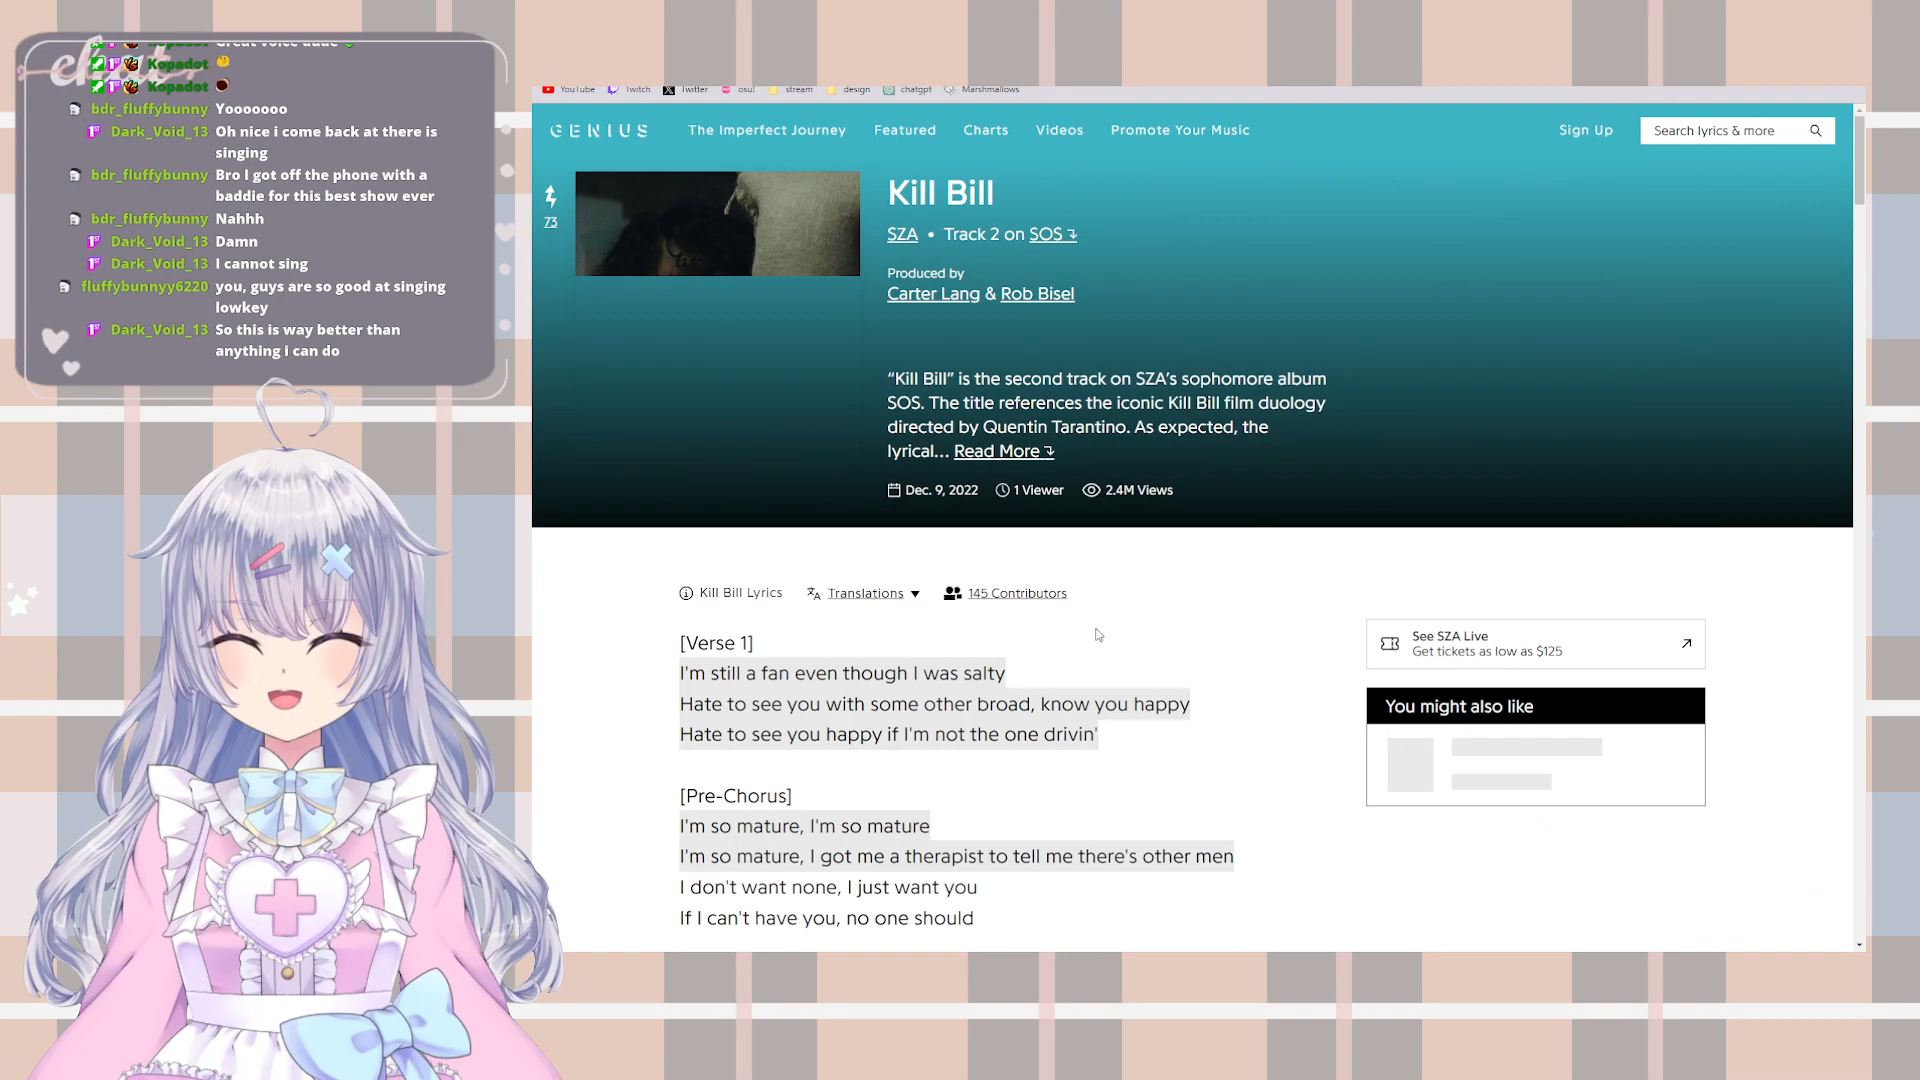 chat
Kopadot Great voice dude
Kopadot
Kopadot
bdr_fluffybunny Yooooooo
Dark_Void_13 Oh nice i come back at there is
singing
bdr_fluffybunny Bro I got off the phone with a
baddie for this best show ever
bdr_fluffybunny Nahhh
Dark_Void_13 Damn
Dark_Void_13 I cannot sing
fluffybunnyy6220 you, guys are so good at singing
lowkey
Dark_Void_13 So this is way better than
anything i can do
YouTube Twitch Twitter osu! stream design chatgpt Marshmallows
GENIUS The Imperfect Journey Featured Charts Videos Promote Your Music Sign Up Search lyrics & more
73
Kill Bill
SZA • Track 2 on SOS
Produced by
Carter Lang & Rob Bisel
“Kill Bill” is the second track on SZA’s sophomore album
SOS. The title references the iconic Kill Bill film duology
directed by Quentin Tarantino. As expected, the
lyrical… Read More
Dec. 9, 2022 1 Viewer 2.4M Views
Kill Bill Lyrics Translations 145 Contributors
[Verse 1]
I'm still a fan even though I was salty
Hate to see you with some other broad, know you happy
Hate to see you happy if I'm not the one drivin'
[Pre-Chorus]
I'm so mature, I'm so mature
I'm so mature, I got me a therapist to tell me there's other men
I don't want none, I just want you
If I can't have you, no one should
See SZA Live
Get tickets as low as $125
You might also like